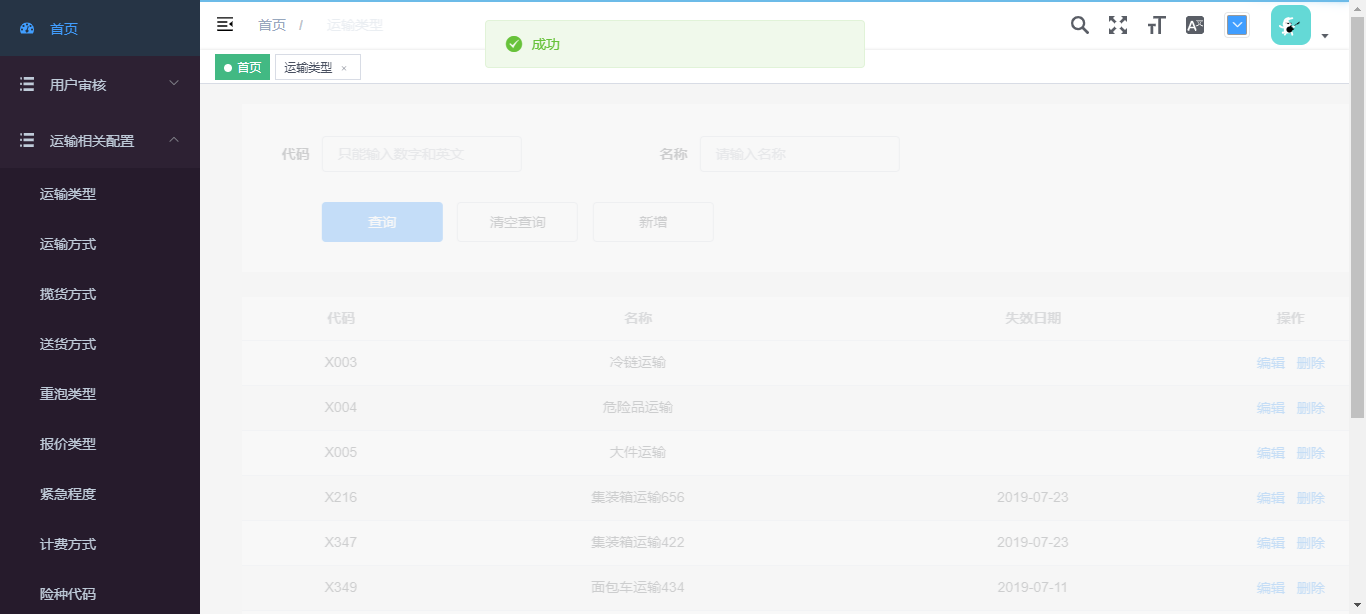 首页
用户审核
运输相关配置
运输类型
运输方式
揽货方式
送货方式
重泡类型
报价类型
紧急程度
计费方式
险种代码
首页 / 运输类型
成功
首页 运输类型 ×
代码 只能输入数字和英文 名称 请输入名称
查询 清空查询 新增
代码 名称 失效日期 操作
X003 冷链运输 编辑 删除
X004 危险品运输 编辑 删除
X005 大件运输 编辑 删除
X216 集装箱运输656 2019-07-23 编辑 删除
X347 集装箱运输422 2019-07-23 编辑 删除
X349 面包车运输434 2019-07-11 编辑 删除